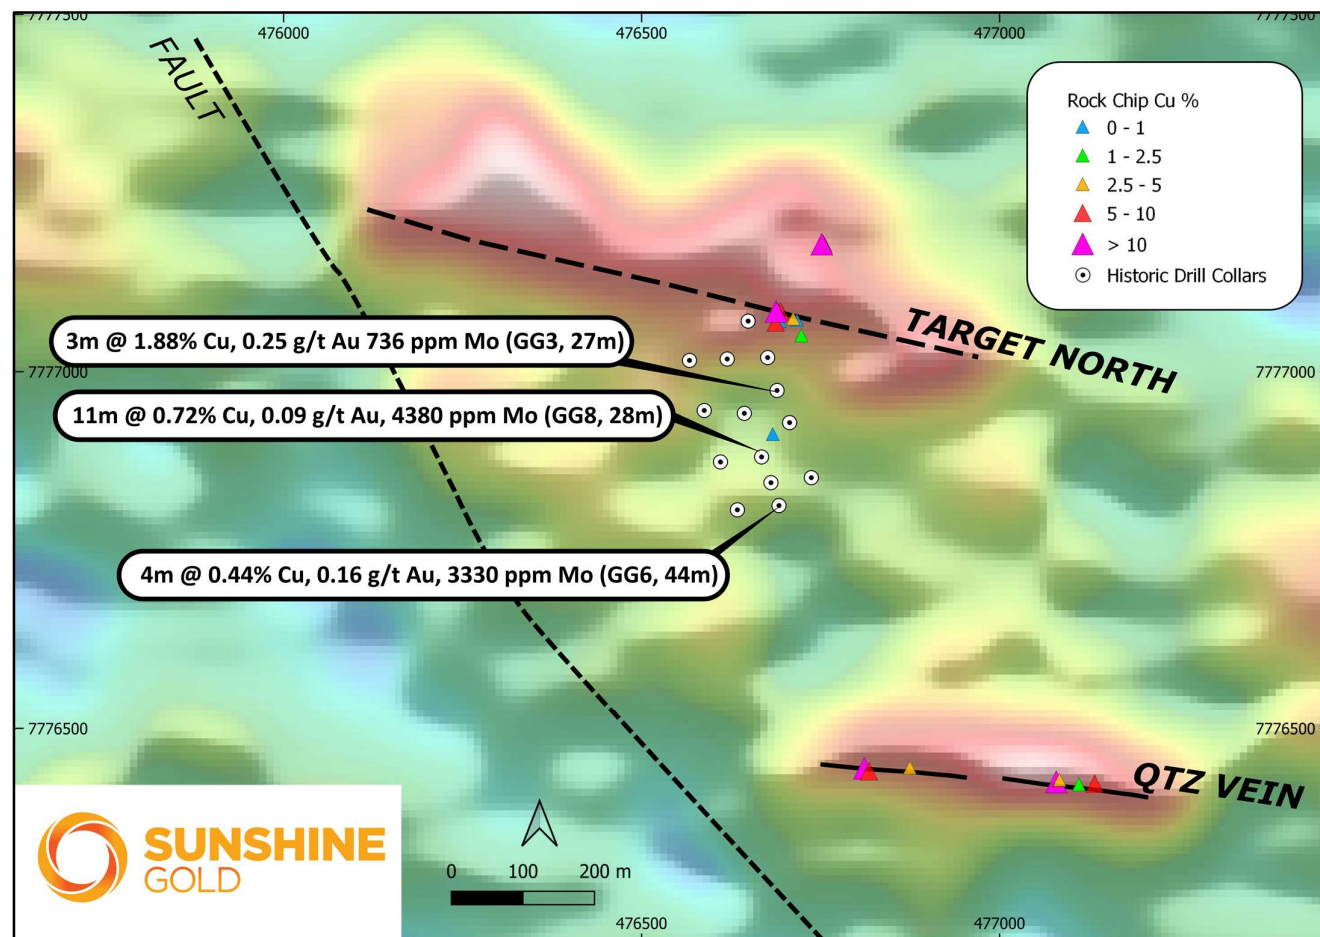 7777500
7777500
476000
476500
477000
FAULT
Rock Chip Cu %
0 - 1
1 - 2.5
2.5 - 5
5 - 10
> 10
Historic Drill Collars
TARGET NORTH
3m @ 1.88% Cu, 0.25 g/t Au 736 ppm Mo (GG3, 27m)
7777000
7777000
11m @ 0.72% Cu, 0.09 g/t Au, 4380 ppm Mo (GG8, 28m)
4m @ 0.44% Cu, 0.16 g/t Au, 3330 ppm Mo (GG6, 44m)
7776500
7776500
QTZ VEIN
SUNSHINE
GOLD
0 100 200 m
476500
477000